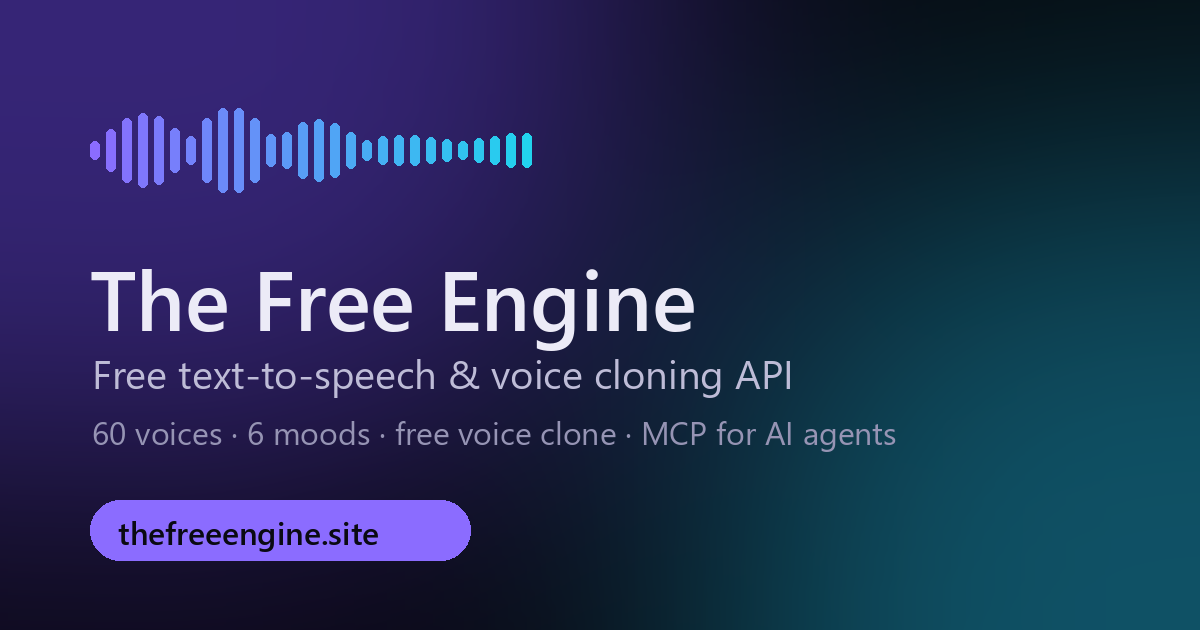 The Free Engine
Free text-to-speech & voice cloning API
60 voices · 6 moods · free voice clone · MCP for AI agents
thefreeengine.site